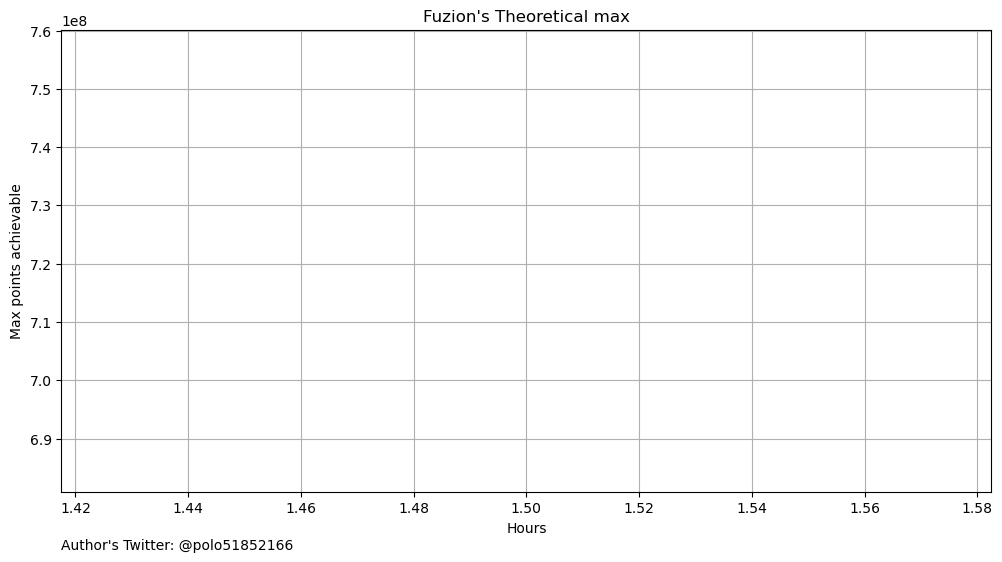 Fuzion's Theoretical max
1e8
7.6
7.5
7.4
7.3
7.2
7.1
7.0
6.9
Max points achievable
1.42 1.44 1.46 1.48 1.50 1.52 1.54 1.56 1.58
Hours
Author's Twitter: @polo51852166